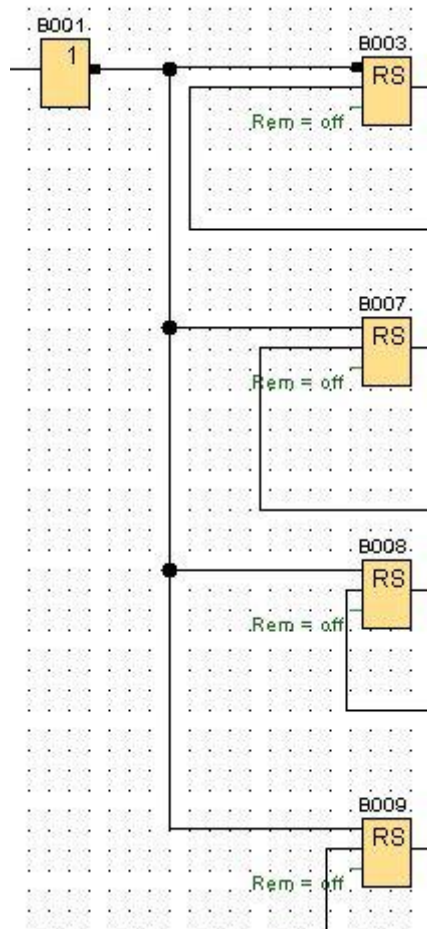 B001
1
B003
RS
Rem = off
B007
RS
Rem = off
B008
RS
Rem = off
B009
RS
Rem = off